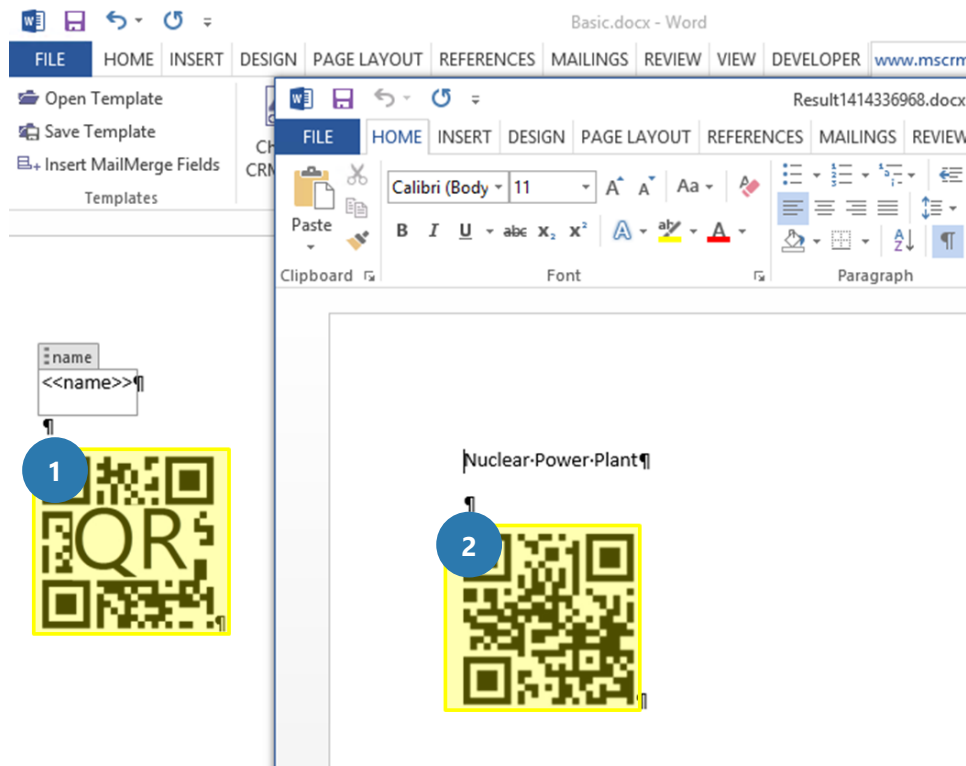 Basic.docx - Word
FILE HOME INSERT DESIGN PAGE LAYOUT REFERENCES MAILINGS REVIEW VIEW DEVELOPER www.mscrm
Open Template
Save Template
Insert MailMerge Fields
Templates
Ch
CRM
Result1414336968.docx
FILE HOME INSERT DESIGN PAGE LAYOUT REFERENCES MAILINGS REVIEW
Paste
Clipboard
Calibri (Body 11 A A Aa
B I U abc x₂ x² A ab A
Font
A
Z
¶
Paragraph
name
<<name>>¶
¶
1
QR
¶
Nuclear·Power·Plant¶
¶
2
¶